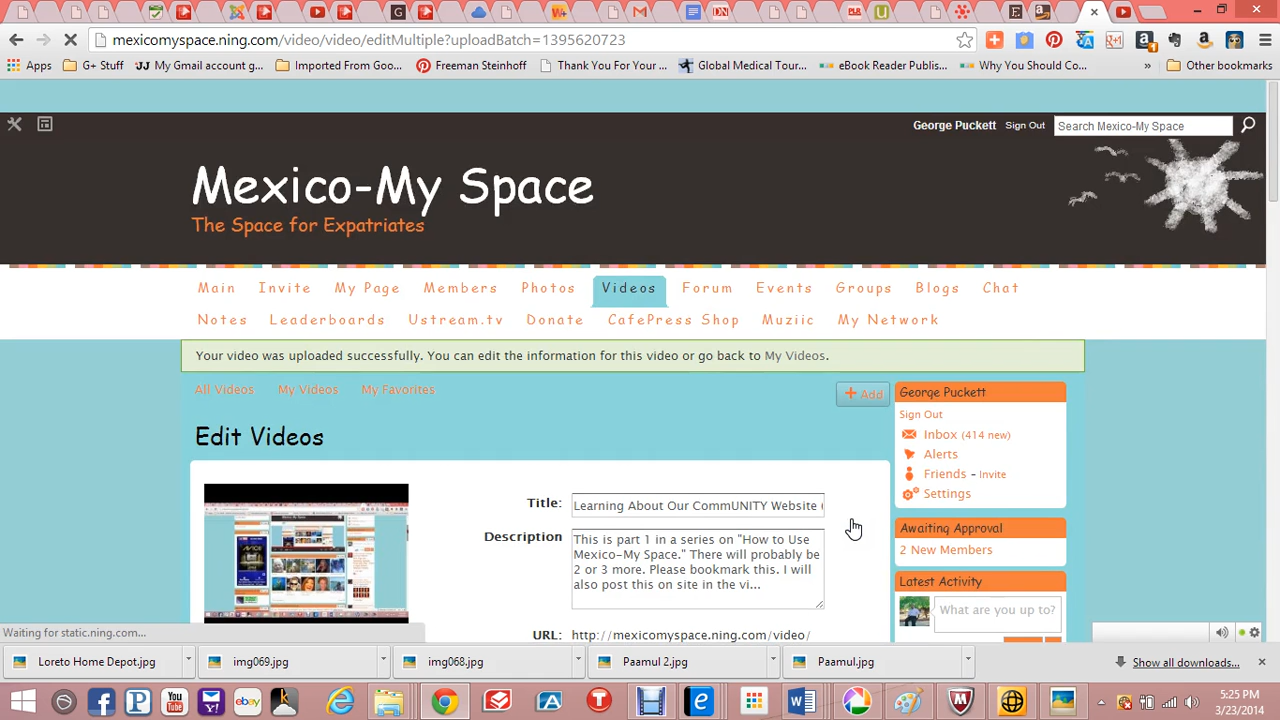 mexicomyspace.ning.com/video/video/editMultiple?uploadBatch=1395620723
Apps G+ Stuff My Gmail account g... Imported From Goo... Freeman Steinhoff Thank You For Your ... Global Medical Tour... eBook Reader Publis... Why You Should Co... » Other bookmarks
George Puckett Sign Out Search Mexico-My Space
Mexico-My Space
The Space for Expatriates
Main Invite My Page Members Photos Videos Forum Events Groups Blogs Chat
Notes Leaderboards Ustream.tv Donate CafePress Shop Muziic My Network
Your video was uploaded successfully. You can edit the information for this video or go back to My Videos.
All Videos My Videos My Favorites + Add
Edit Videos
Title: Learning About Our CommUNITY Website
Description
This is part 1 in a series on "How to Use
Mexico-My Space." There will probably be
2 or 3 more. Please bookmark this. I will
also post this on site in the vi...
URL: http://mexicomyspace.ning.com/video/
George Puckett
Sign Out
Inbox (414 new)
Alerts
Friends - Invite
Settings
Awaiting Approval
2 New Members
Latest Activity
What are you up to?
Waiting for static.ning.com...
Loreto Home Depot.jpg img069.jpg img068.jpg Paamul 2.jpg Paamul.jpg Show all downloads...
5:25 PM
3/23/2014